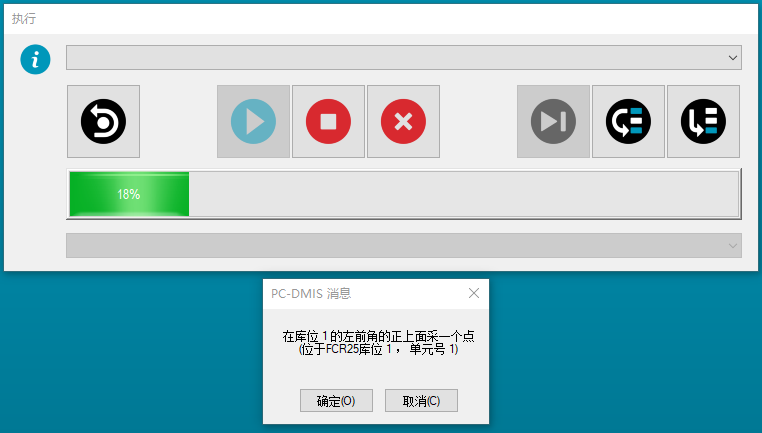 执行
18%
PC-DMIS 消息
在库位 1 的左前角的正上面采一个点
(位于FCR25库位 1 ， 单元号 1)
确定(O) 取消(C)